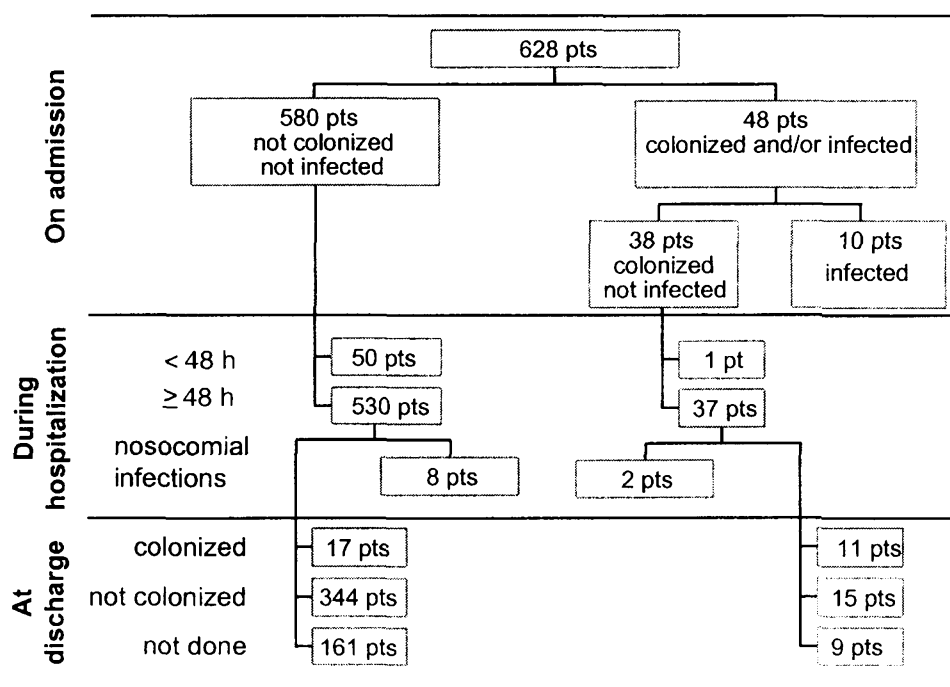 On admission
628 pts
580 pts
not colonized
not infected
48 pts
colonized and/or infected
38 pts
colonized
not infected
10 pts
infected
During
hospitalization
< 48 h
50 pts
1 pt
≥ 48 h
530 pts
37 pts
nosocomial
infections
8 pts
2 pts
At
discharge
colonized
17 pts
11 pts
not colonized
344 pts
15 pts
not done
161 pts
9 pts